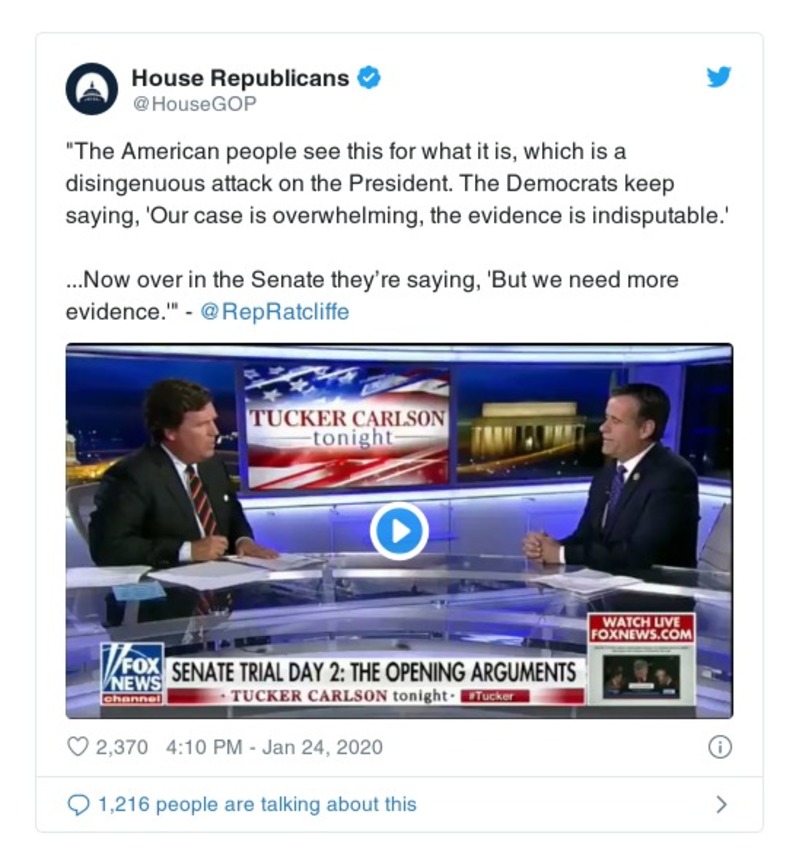 House Republicans
@HouseGOP
"The American people see this for what it is, which is a
disingenuous attack on the President. The Democrats keep
saying, 'Our case is overwhelming, the evidence is indisputable.'
...Now over in the Senate they’re saying, 'But we need more
evidence.'" - @RepRatcliffe
TUCKER CARLSON
tonight
WATCH LIVE
FOXNEWS.COM
FOX
NEWS
channel
SENATE TRIAL DAY 2: THE OPENING ARGUMENTS
· TUCKER CARLSON tonight · #Tucker
2,370 4:10 PM - Jan 24, 2020
1,216 people are talking about this